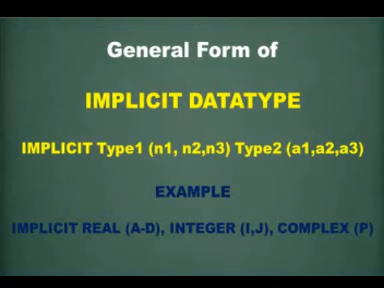 General Form of
IMPLICIT DATATYPE
IMPLICIT Type1 (n1, n2,n3) Type2 (a1,a2,a3)
EXAMPLE
IMPLICIT REAL (A-D), INTEGER (I,J), COMPLEX (P)